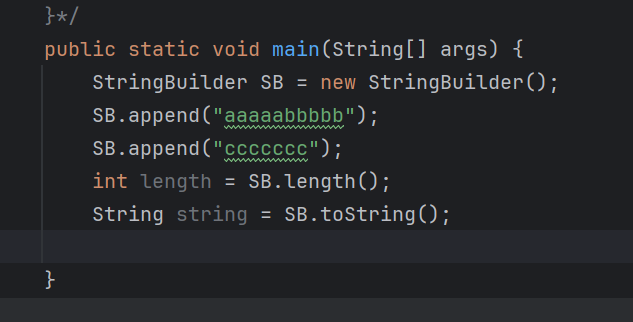 }*/
public static void main(String[] args) {
    StringBuilder SB = new StringBuilder();
    SB.append("aaaaabbbbb");
    SB.append("ccccccc");
    int length = SB.length();
    String string = SB.toString();
}